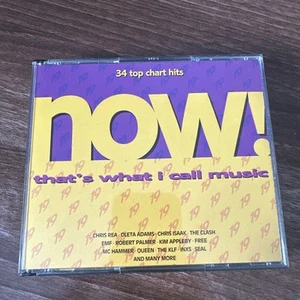 34 top chart hits
now!
that's what i call music
19
CHRIS REA · OLETA ADAMS · CHRIS ISAAK · THE CLASH
EMF · ROBERT PALMER · KIM APPLEBY · FREE
MC HAMMER · QUEEN · THE KLF · INXS · SEAL
AND MANY MORE